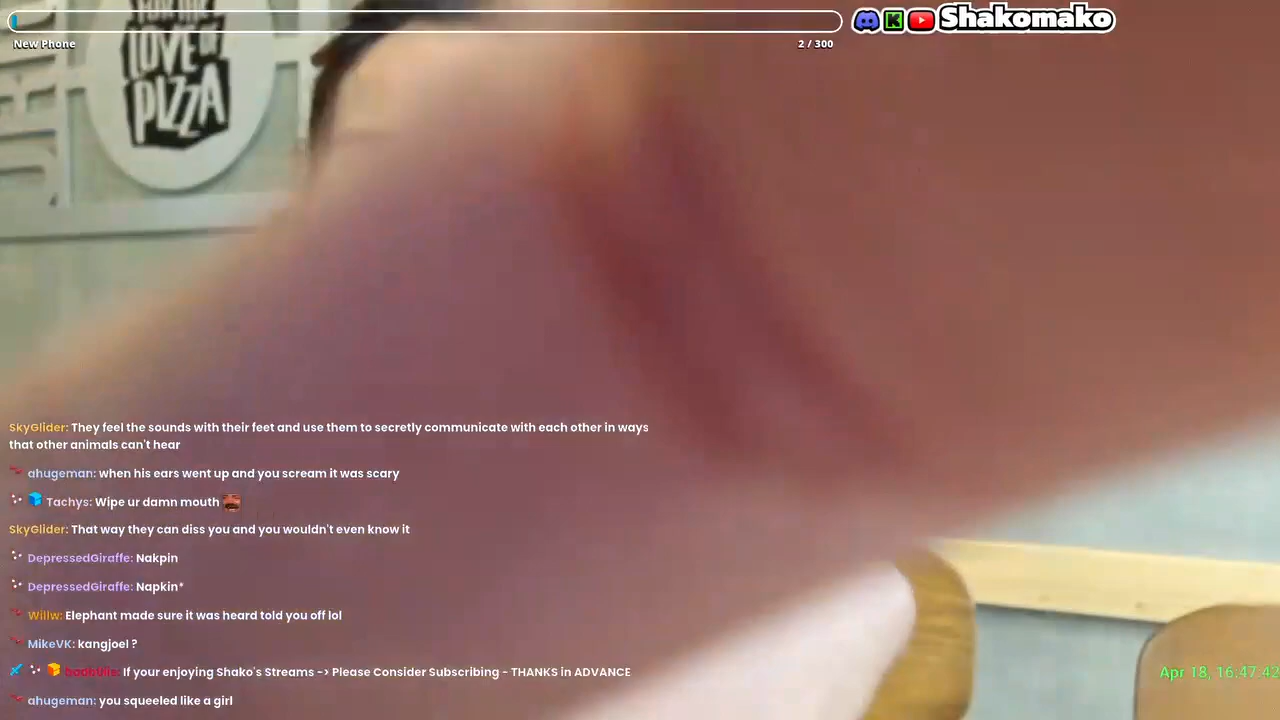 FOR THE
LOVE OF
PIZZA
New Phone
2 / 300
Shakomako
SkyGlider: They feel the sounds with their feet and use them to secretly communicate with each other in ways
that other animals can't hear
ahugeman: when his ears went up and you scream it was scary
Tachys: Wipe ur damn mouth
SkyGlider: That way they can diss you and you wouldn't even know it
DepressedGiraffe: Nakpin
DepressedGiraffe: Napkin*
Willw: Elephant made sure it was heard told you off lol
MikeVK: kangjoel ?
If your enjoying Shako's Streams -> Please Consider Subscribing - THANKS in ADVANCE
ahugeman: you squeeled like a girl
Apr 18, 16:47:42